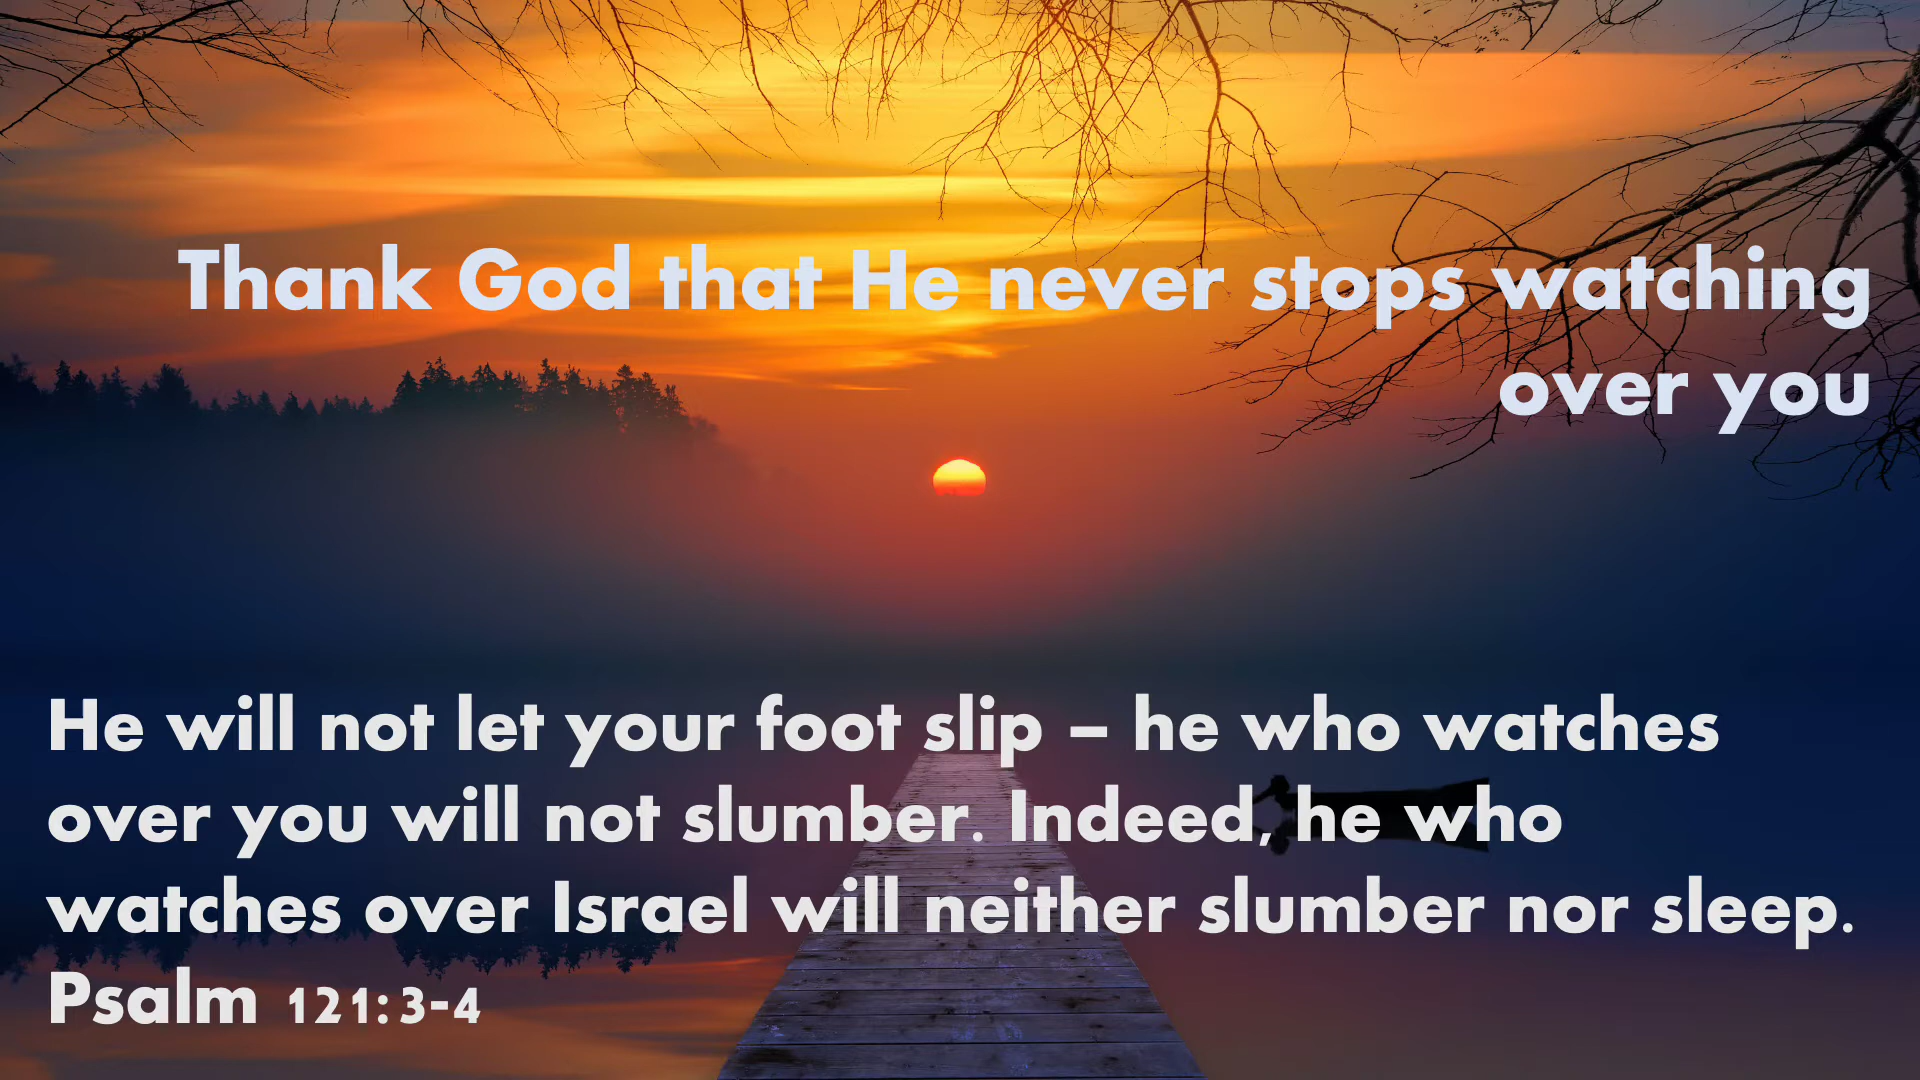 Thank God that He never stops watching
over you
He will not let your foot slip – he who watches
over you will not slumber. Indeed, he who
watches over Israel will neither slumber nor sleep.
Psalm 121:3-4